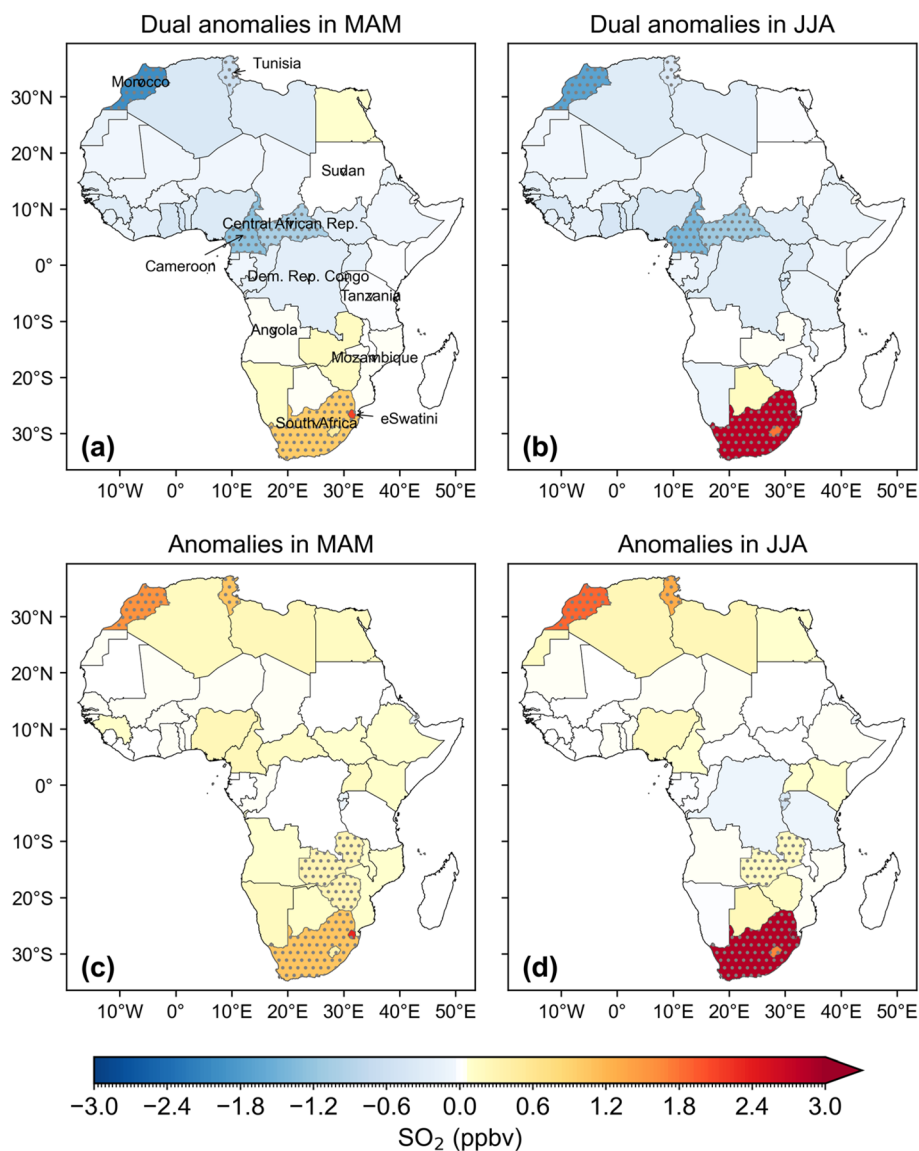 Dual anomalies in MAM
Dual anomalies in JJA
30°N
20°N
10°N
0°
10°S
20°S
30°S
Morocco
Tunisia
Sudan
Central African Rep.
Cameroon
Dem. Rep. Congo
Tanzania
Angola
Mozambique
South Africa
eSwatini
(a)
(b)
10°W 0° 10°E 20°E 30°E 40°E 50°E
10°W 0° 10°E 20°E 30°E 40°E 50°E
Anomalies in MAM
Anomalies in JJA
30°N
20°N
10°N
0°
10°S
20°S
30°S
(c)
(d)
10°W 0° 10°E 20°E 30°E 40°E 50°E
10°W 0° 10°E 20°E 30°E 40°E 50°E
−3.0 −2.4 −1.8 −1.2 −0.6 0.0 0.6 1.2 1.8 2.4 3.0
SO₂ (ppbv)